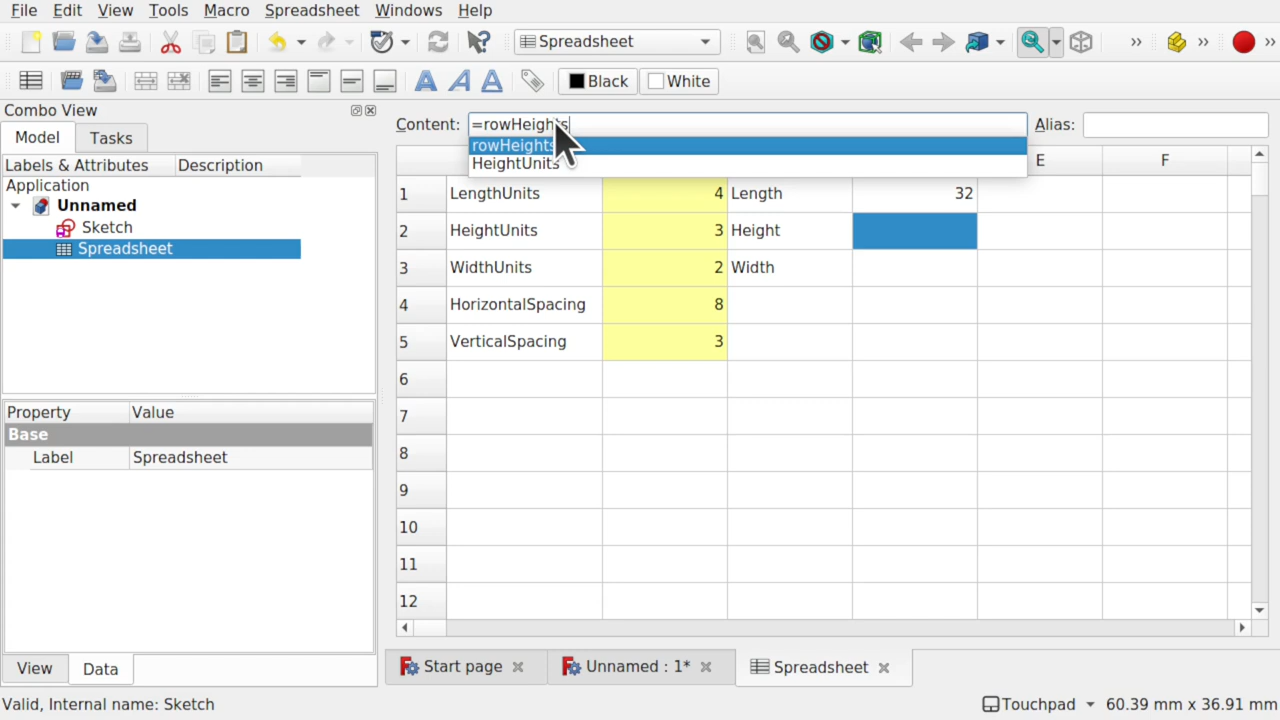 File Edit View Tools Macro Spreadsheet Windows Help
Spreadsheet
Black White
Combo View
Content: =rowHeights Alias:
Model Tasks
rowHeights
HeightUnits
E F
Labels & Attributes Description
Application
Unnamed
Sketch
Spreadsheet
1 LengthUnits 4 Length 32
2 HeightUnits 3 Height
3 WidthUnits 2 Width
4 HorizontalSpacing 8
5 VerticalSpacing 3
6
7
8
9
10
11
12
Property Value
Base
Label Spreadsheet
View Data
Start page Unnamed : 1* Spreadsheet
Valid, Internal name: Sketch Touchpad 60.39 mm x 36.91 mm